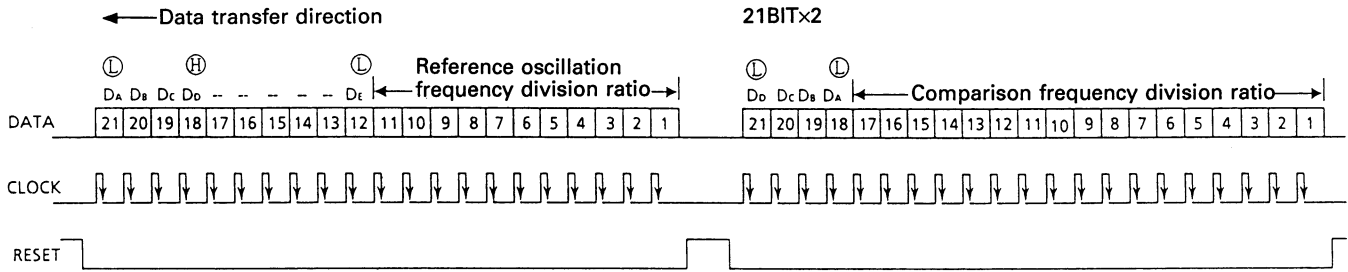 Data transfer direction 21BIT×2
Ⓛ Ⓗ Ⓛ Reference oscillation Ⓛ Ⓛ
DA DB DC DD -- -- -- -- -- DE frequency division ratio DD DC DB DA Comparison frequency division ratio
DATA 21 20 19 18 17 16 15 14 13 12 11 10 9 8 7 6 5 4 3 2 1 21 20 19 18 17 16 15 14 13 12 11 10 9 8 7 6 5 4 3 2 1
CLOCK
RESET